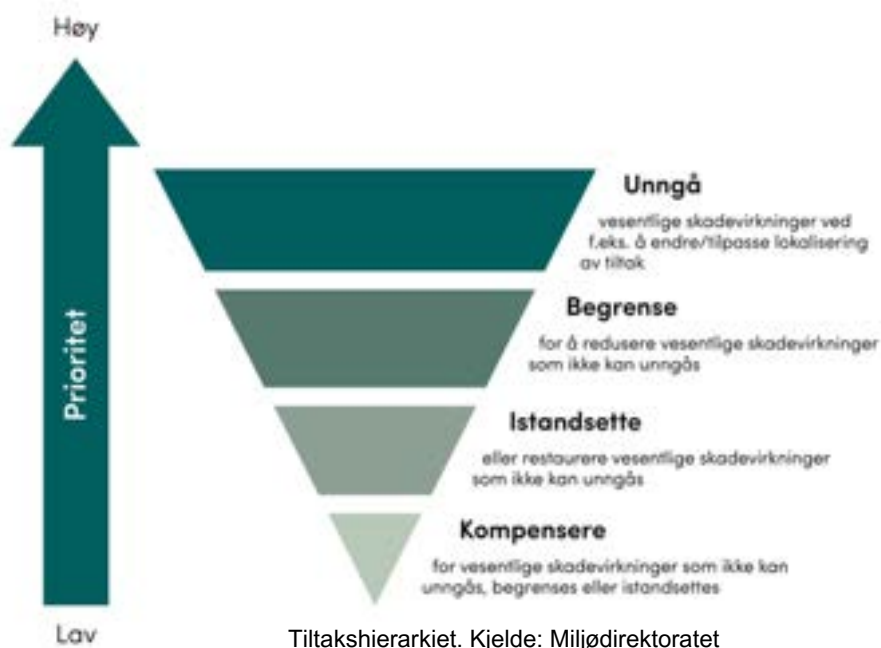 Høy
Prioritet
Lav
Unngå
vesentlige skadevirkninger ved
f.eks. å endre/tilpasse lokalisering
av tiltak
Begrense
for å redusere vesentlige skadevirkninger
som ikke kan unngås
Istandsette
eller restaurere vesentlige skadevirkninger
som ikke kan unngås
Kompensere
for vesentlige skadevirkninger som ikke kan
unngås, begrenses eller istandsettes
Tiltakshierarkiet. Kjelde: Miljødirektoratet